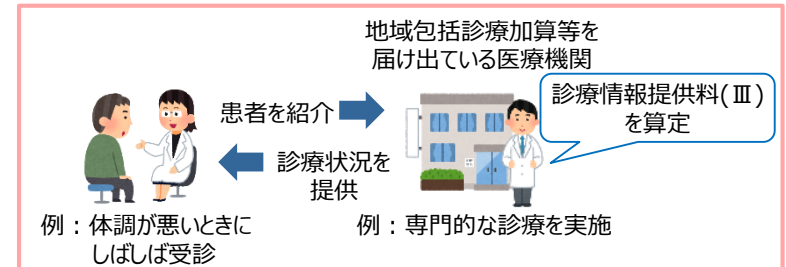 地域包括診療加算等を
届け出ている医療機関
診療情報提供料(Ⅲ)
を算定
患者を紹介
診療状況を
提供
例：体調が悪いときに
しばしば受診
例：専門的な診療を実施